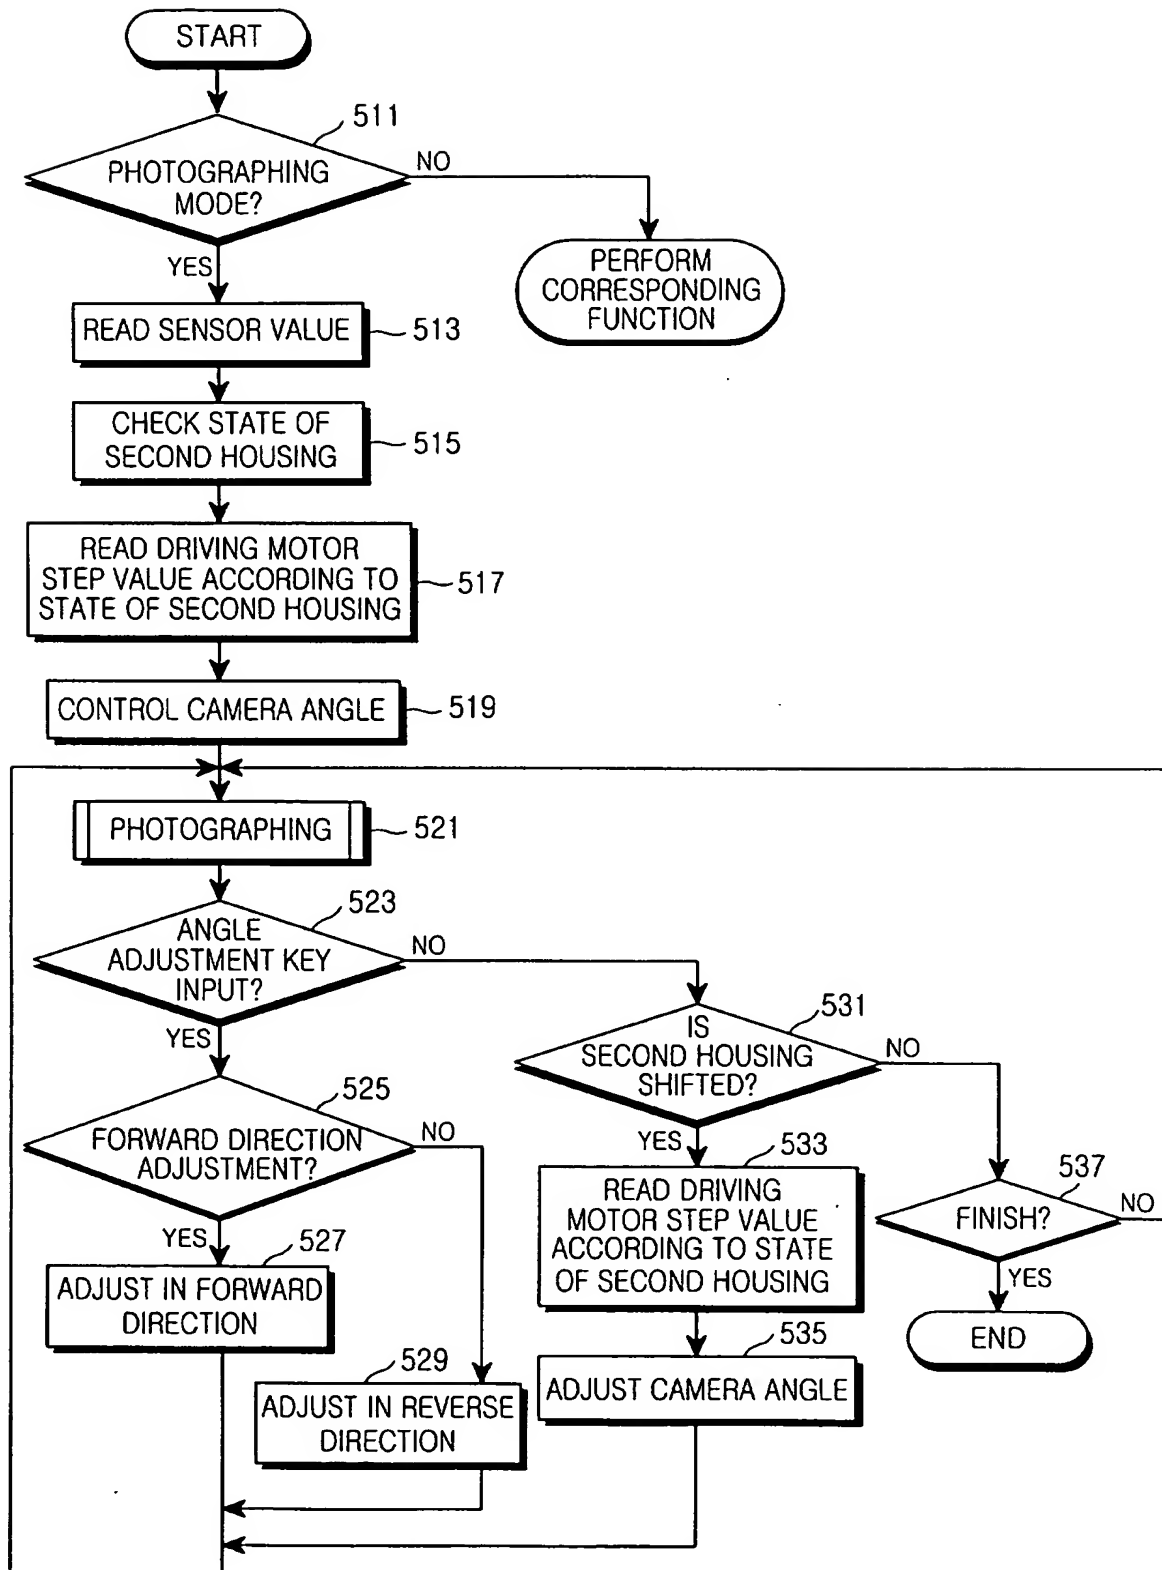 START
511
PHOTOGRAPHING
MODE?
NO
YES
PERFORM
CORRESPONDING
FUNCTION
READ SENSOR VALUE
513
CHECK STATE OF
SECOND HOUSING
515
READ DRIVING MOTOR
STEP VALUE ACCORDING TO
STATE OF SECOND HOUSING
517
CONTROL CAMERA ANGLE
519
PHOTOGRAPHING
521
523
ANGLE
ADJUSTMENT KEY
INPUT?
NO
YES
525
FORWARD DIRECTION
ADJUSTMENT?
NO
YES
527
ADJUST IN FORWARD
DIRECTION
529
ADJUST IN REVERSE
DIRECTION
531
IS
SECOND HOUSING
SHIFTED?
NO
YES
533
READ DRIVING
MOTOR STEP VALUE
ACCORDING TO STATE
OF SECOND HOUSING
535
ADJUST CAMERA ANGLE
537
FINISH?
NO
YES
END